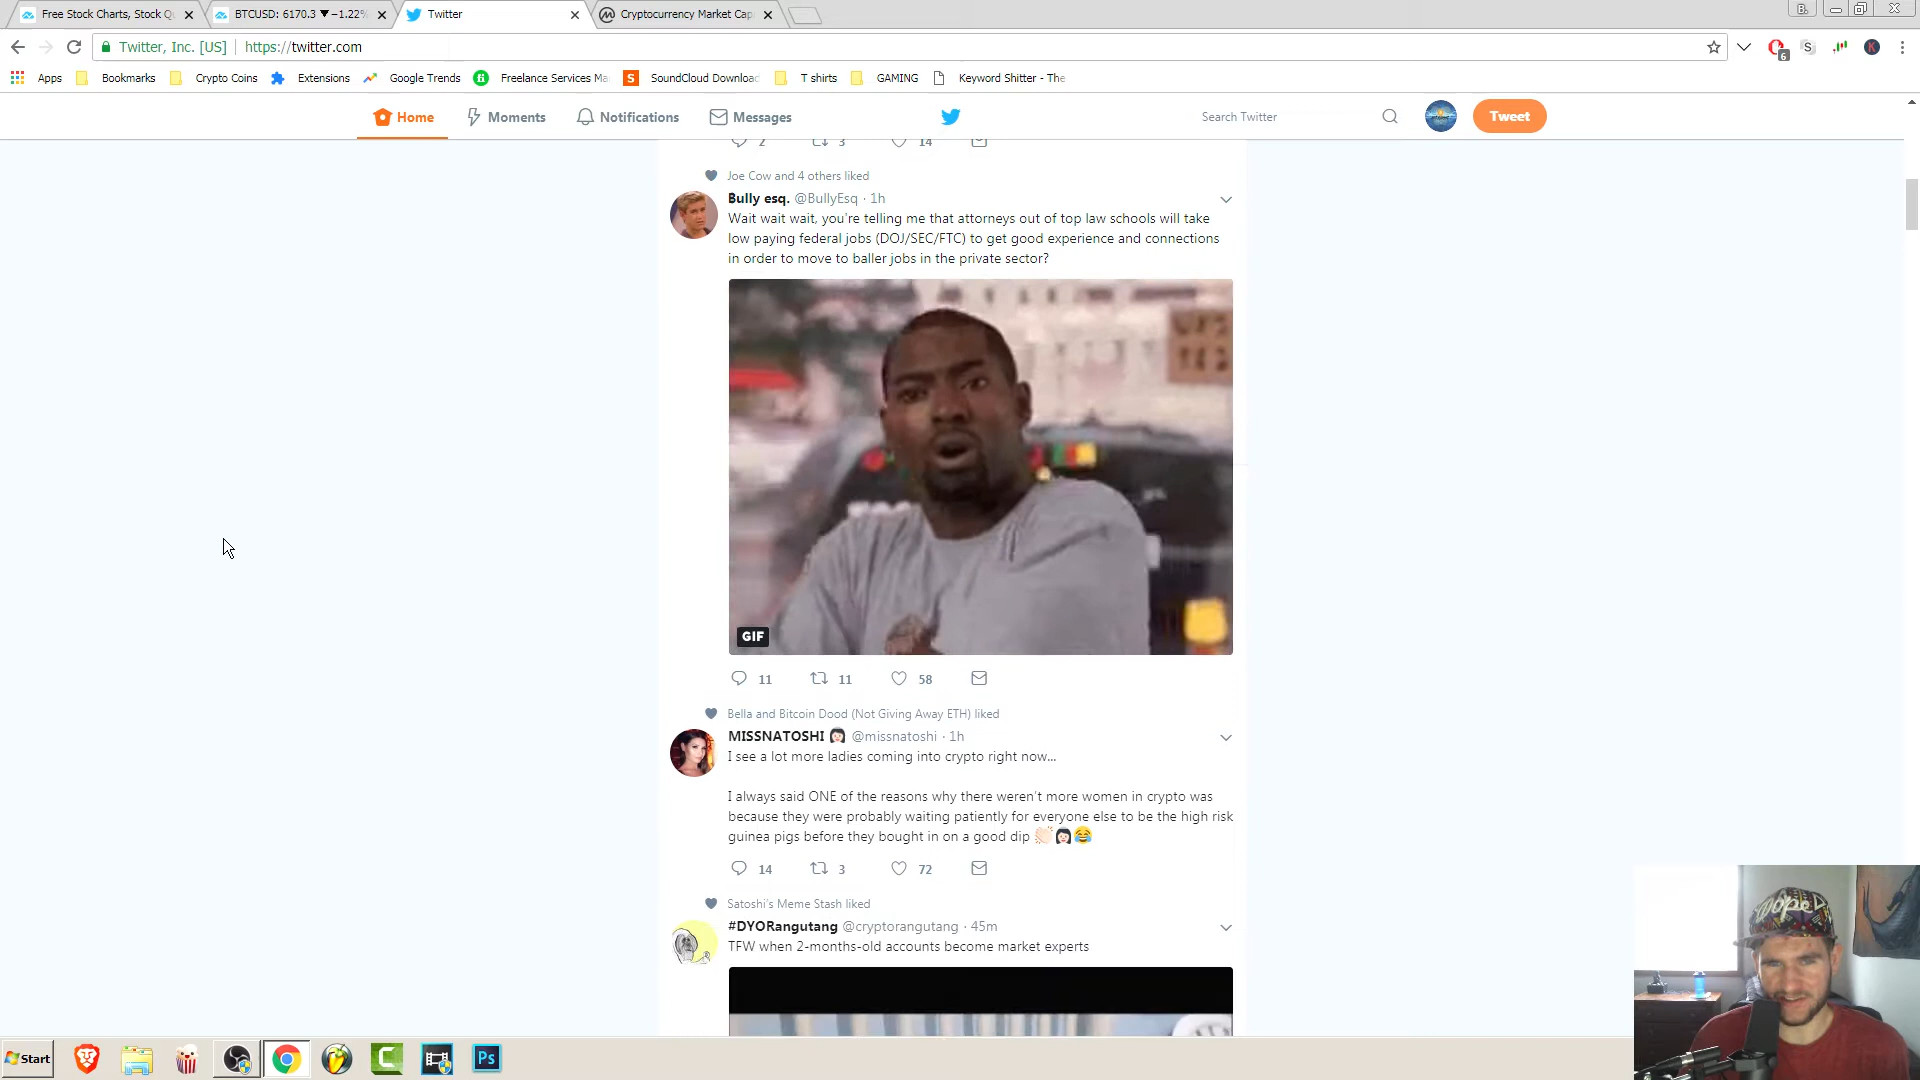 Free Stock Charts, Stock Qu
BTCUSD: 6170.3 ▼−1.22%
Twitter
Cryptocurrency Market Cap
Twitter, Inc. [US]
https://twitter.com
6
S
K
Apps
Bookmarks
Crypto Coins
Extensions
Google Trends
Freelance Services Ma
SoundCloud Download
T shirts
GAMING
Keyword Shitter - The
Home
Moments
Notifications
Messages
Search Twitter
Tweet
2 3 14
Joe Cow and 4 others liked
Bully esq. @BullyEsq · 1h
Wait wait wait, you're telling me that attorneys out of top law schools will take
low paying federal jobs (DOJ/SEC/FTC) to get good experience and connections
in order to move to baller jobs in the private sector?
GIF
11 11 58
Bella and Bitcoin Dood (Not Giving Away ETH) liked
MISSNATOSHI 👩🏻 @missnatoshi · 1h
I see a lot more ladies coming into crypto right now...
I always said ONE of the reasons why there weren't more women in crypto was
because they were probably waiting patiently for everyone else to be the high risk
guinea pigs before they bought in on a good dip 👏🏻👩🏻😂
14 3 72
Satoshi's Meme Stash liked
#DYORangutang @cryptorangutang · 45m
TFW when 2-months-old accounts become market experts
dope
Start
C
Ps